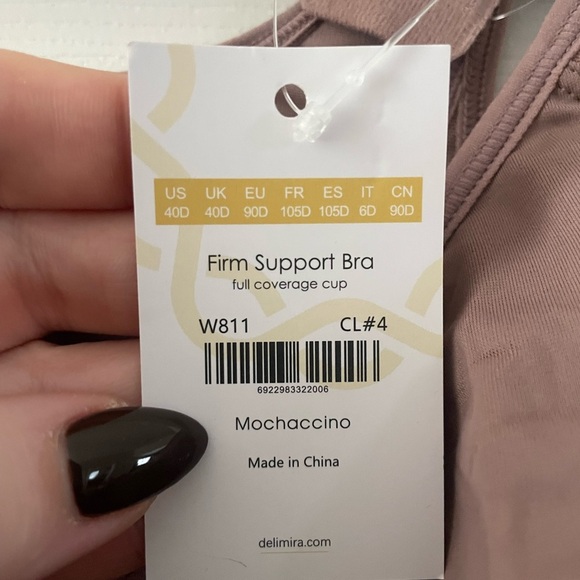 US UK EU FR ES IT CN
40D 40D 90D 105D 105D 6D 90D
Firm Support Bra
full coverage cup
W811 CL#4
6922983322006
Mochaccino
Made in China
delimira.com